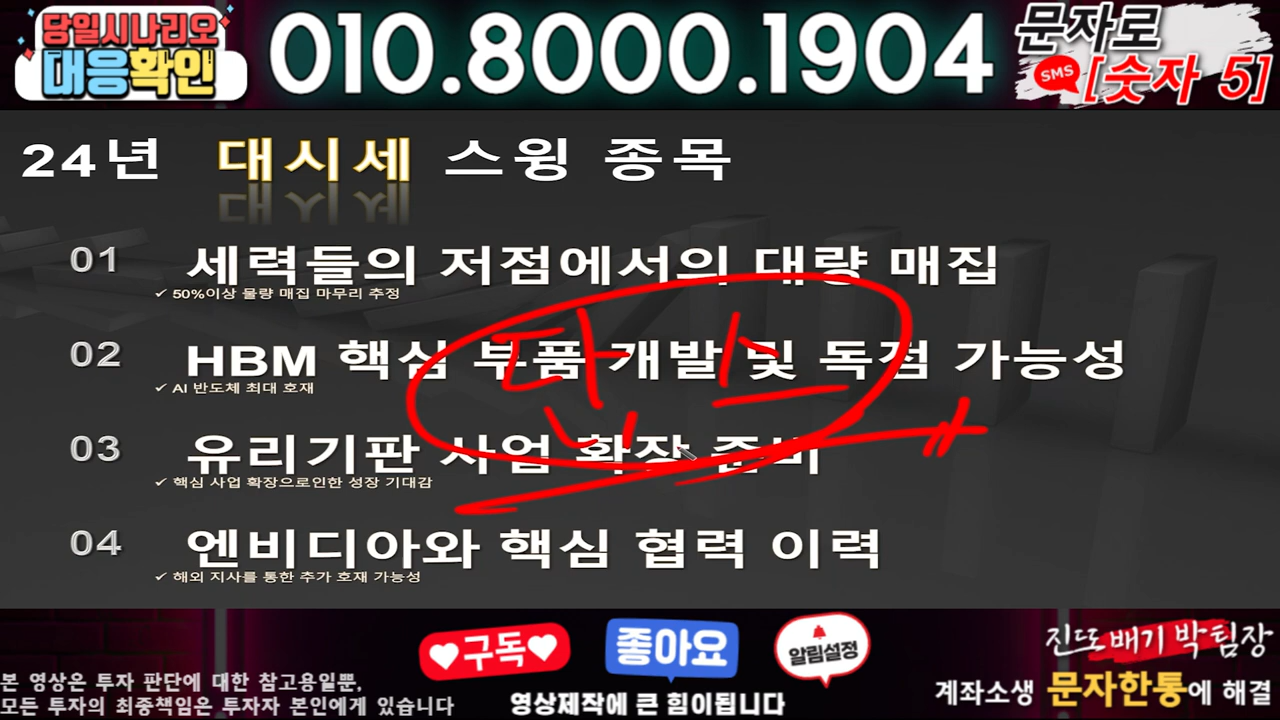 당일시나리오
대응확인
010.8000.1904
문자로
SMS
[숫자 5]
24년 대시세 스윙 종목
01 세력들의 저점에서의 대량 매집
✓ 50%이상 물량 매집 마무리 추정
02 HBM 핵심 부품 개발 및 독점 가능성
✓ AI 반도체 최대 호재
찬스
03 유리기판 사업 확장 준비
✓ 핵심 사업 확장으로인한 성장 기대감
04 엔비디아와 핵심 협력 이력
✓ 해외 지사를 통한 추가 호재 가능성
구독
좋아요
알림설정
영상제작에 큰 힘이됩니다
본 영상은 투자 판단에 대한 참고용일뿐,
모든 투자의 최종책임은 투자자 본인에게 있습니다
진또배기 박팀장
계좌소생 문자한통에 해결